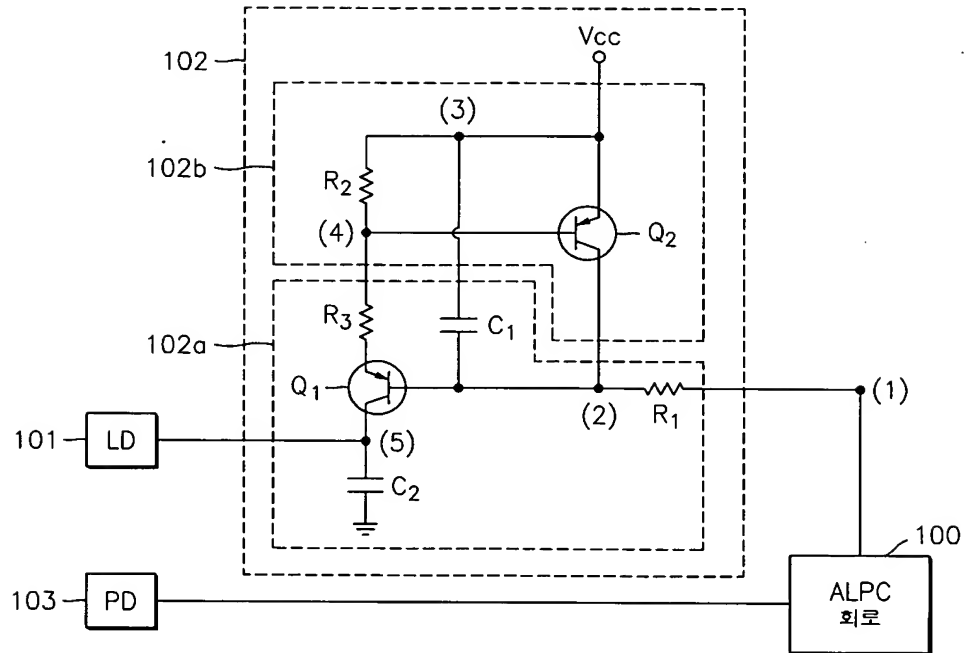 102
Vcc
(3)
102b
R2
(4)
Q2
R3
C1
102a
Q1
(2)
R1
(1)
101
LD
(5)
C2
100
103
PD
ALPC
회로